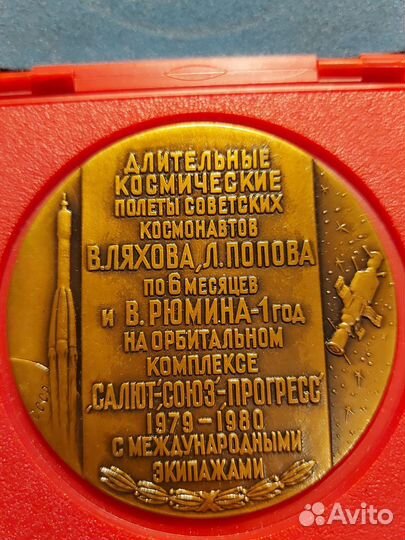 ДЛИТЕЛЬНЫЕ
КОСМИЧЕСКИЕ
ПОЛЕТЫ СОВЕТСКИХ
КОСМОНАВТОВ
В.ЛЯХОВА, Л.ПОПОВА
ПО 6 МЕСЯЦЕВ
И В.РЮМИНА-1 ГОД
НА ОРБИТАЛЬНОМ
КОМПЛЕКСЕ
"САЛЮТ"-"СОЮЗ"-"ПРОГРЕСС"
1979-1980
С МЕЖДУНАРОДНЫМИ
ЭКИПАЖАМИ
Avito